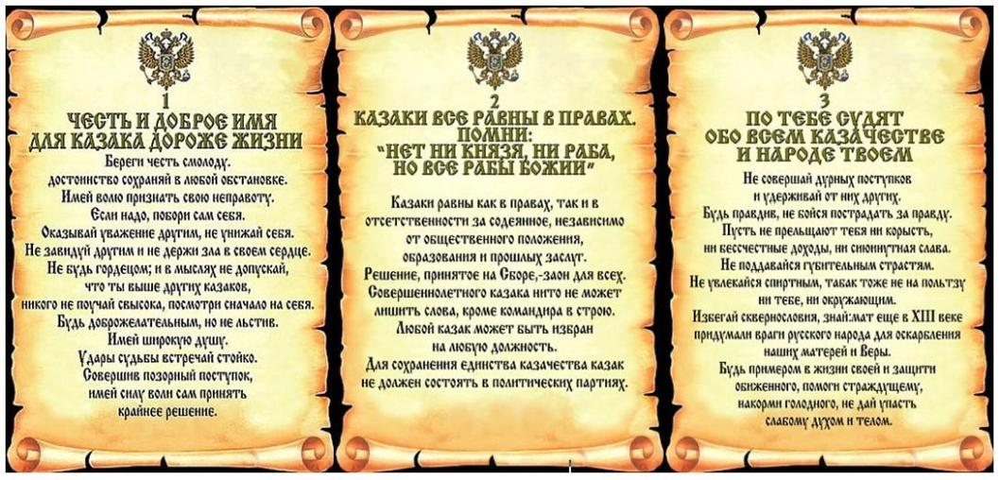 1
ЧЕСТЬ И ДОБРОЕ ИМЯ
ДЛЯ КАЗАКА ДОРОЖЕ ЖИЗНИ
Береги честь смолоду.
достоинство сохраняй в любой обстановке.
Имей волю признать свою неправоту.
Если надо, побори сам себя.
Оказывай уважение другим, не унижай себя.
Не завидуй другим и не держи зла в своем сердце.
Не будь гордецом; и в мыслях не допускай,
что ты выше других казаков,
никого не поучай свысока, посмотри сначало на себя.
Будь доброжелательным, но не льстив.
Имей широкую душу.
Удары судьбы встречай стойко.
Совершив позорный поступок,
имей силу воли сам принять
крайнее решение.
2
КАЗАКИ ВСЕ РАВНЫ В ПРАВАХ.
ПОМНИ:
"НЕТ НИ КНЯЗЯ, НИ РАБА,
НО ВСЕ РАБЫ БОЖИИ"
Казаки равны как в правах, так и в
отсетственности за содеянное, независимо
от общественного положения,
образования и прошлых заслуг.
Решение, принятое на Сборе,-заон для всех.
Совершеннолетного казака нито не может
лишить слова, кроме командира в строю.
Любой казак может быть избран
на любую должность.
Для сохранения единства казачества казак
не должен состоять в политических партиях.
3
ПО ТЕБЕ СУДЯТ
ОБО ВСЕМ КАЗАЧЕСТВЕ
И НАРОДЕ ТВОЕМ
Не совершай дурных поступков
и удерживай от них других.
Будь правдив, не бойся пострадать за правду.
Пусть не прельщают тебя ни корысть,
ни бессчестные доходы, ни сиюинутная слава.
Не поддавайся губительным страстям.
Не увлекайся спиртным, табак тоже не на польтзу
ни тебе, ни окружающим.
Избегай сквернословия, знай:мат еще в XIII веке
придумали враги русского народа для оскарбления
наших матерей и Веры.
Будь примером в жизни своей и защити
обиженного, помоги страждущему,
накорми голодного, не дай упасть
слабому духом и телом.